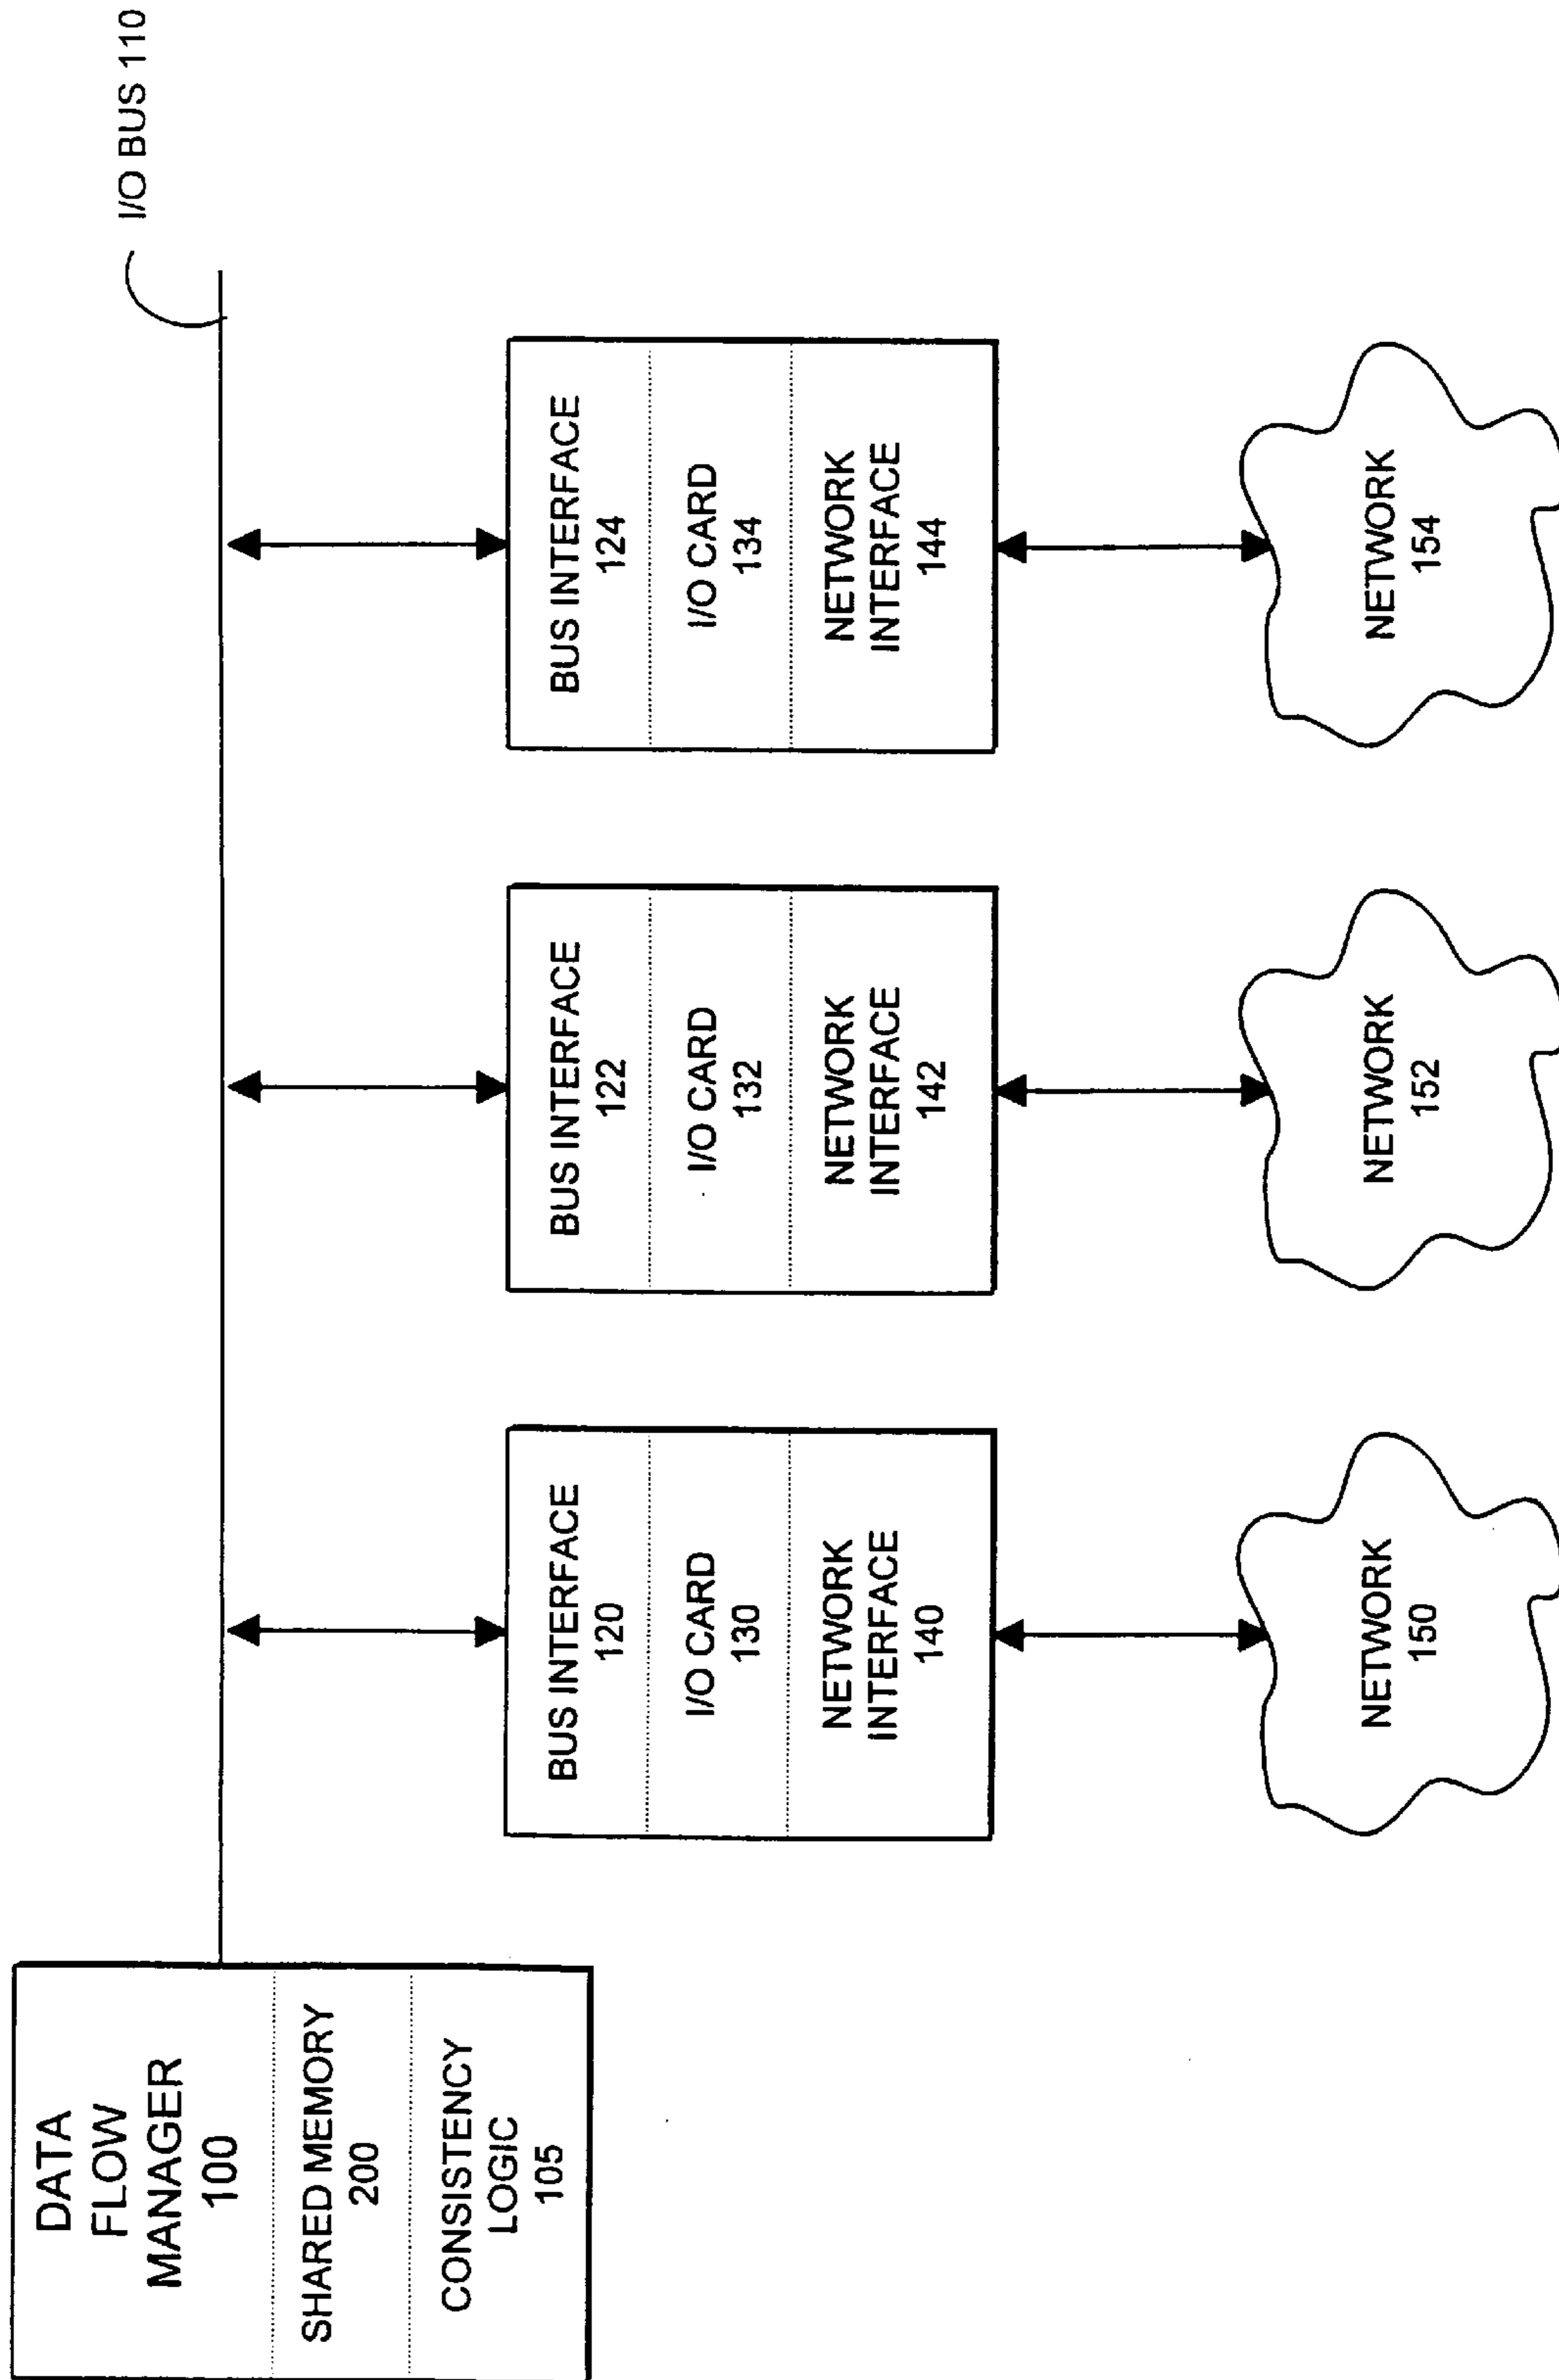 DATA
FLOW
MANAGER
100
SHARED MEMORY
200
CONSISTENCY
LOGIC
105
I/O BUS 110
BUS INTERFACE
120
I/O CARD
130
NETWORK
INTERFACE
140
NETWORK
150
BUS INTERFACE
122
I/O CARD
132
NETWORK
INTERFACE
142
NETWORK
152
BUS INTERFACE
124
I/O CARD
134
NETWORK
INTERFACE
144
NETWORK
154